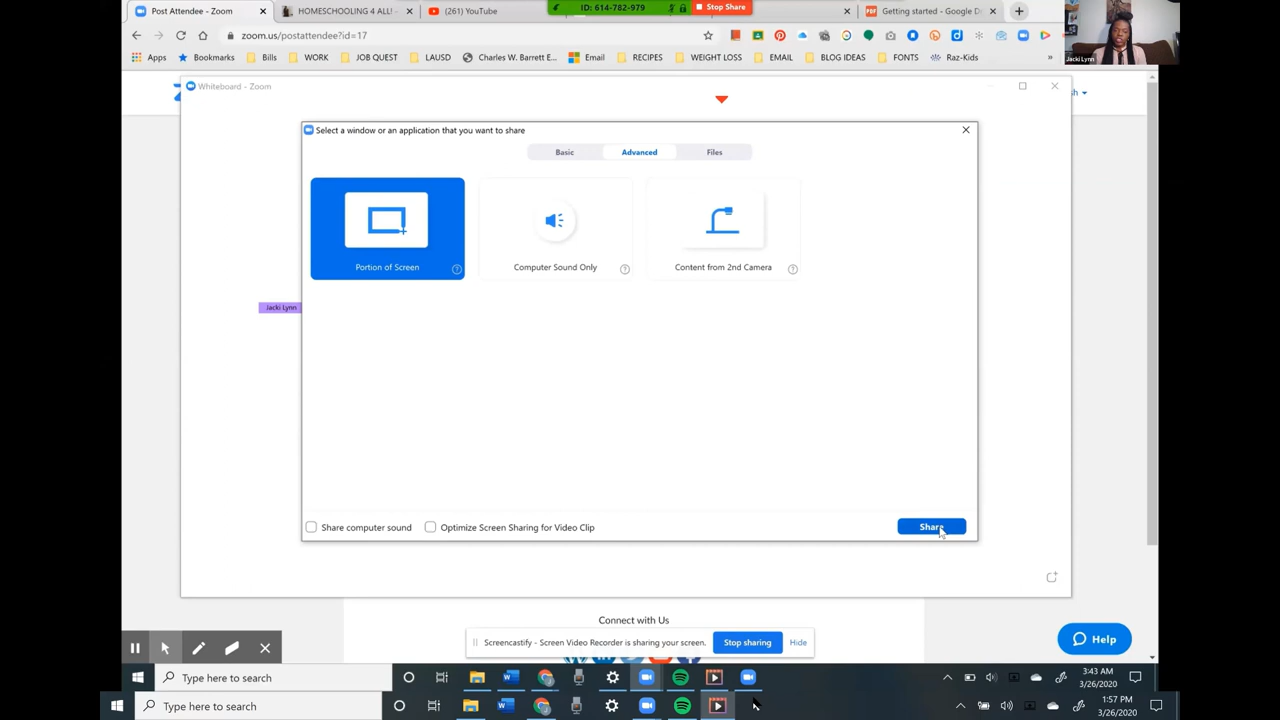 Post Attendee - Zoom
HOMESCHOOLING 4 ALL!
(261) YouTube
ID: 614-782-979
Stop Share
Getting started - Google D
zoom.us/postattendee?id=17
Jacki Lynn
Apps
Bookmarks
Bills
WORK
JOB QUEST
LAUSD
Charles W. Barrett E...
Email
RECIPES
WEIGHT LOSS
EMAIL
BLOG IDEAS
FONTS
Raz-Kids
»
Whiteboard - Zoom
sh
Select a window or an application that you want to share
Basic
Advanced
Files
Portion of Screen
Computer Sound Only
Content from 2nd Camera
Jacki Lynn
Share computer sound
Optimize Screen Sharing for Video Clip
Share
Connect with Us
Screencastify - Screen Video Recorder is sharing your screen.
Stop sharing
Hide
Help
Type here to search
3:43 AM
3/26/2020
Type here to search
1:57 PM
3/26/2020